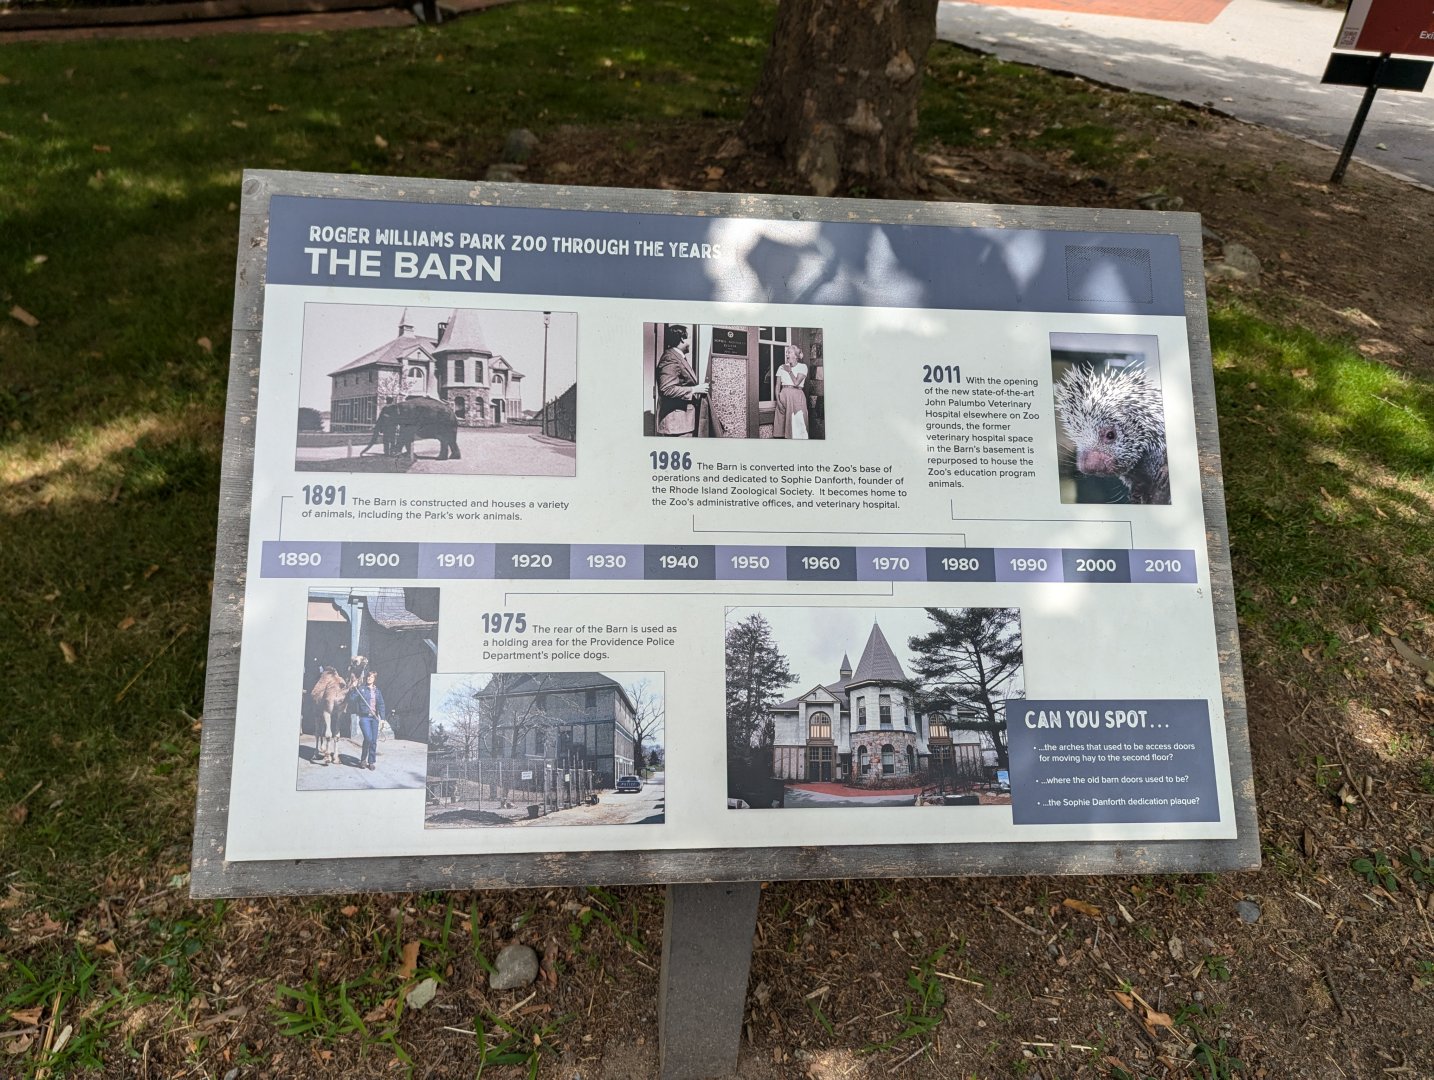 ROGER WILLIAMS PARK ZOO THROUGH THE YEARS
THE BARN
1891 The Barn is constructed and houses a variety
of animals, including the Park's work animals.
1986 The Barn is converted into the Zoo's base of
operations and dedicated to Sophie Danforth, founder of
the Rhode Island Zoological Society. It becomes home to
the Zoo's administrative offices, and veterinary hospital.
2011 With the opening
of the new state-of-the-art
John Palumbo Veterinary
Hospital elsewhere on Zoo
grounds, the former
veterinary hospital space
in the Barn's basement is
repurposed to house the
Zoo's education program
animals.
1890 1900 1910 1920 1930 1940 1950 1960 1970 1980 1990 2000 2010
1975 The rear of the Barn is used as
a holding area for the Providence Police
Department's police dogs.
CAN YOU SPOT...
• ...the arches that used to be access doors
for moving hay to the second floor?
• ...where the old barn doors used to be?
• ...the Sophie Danforth dedication plaque?